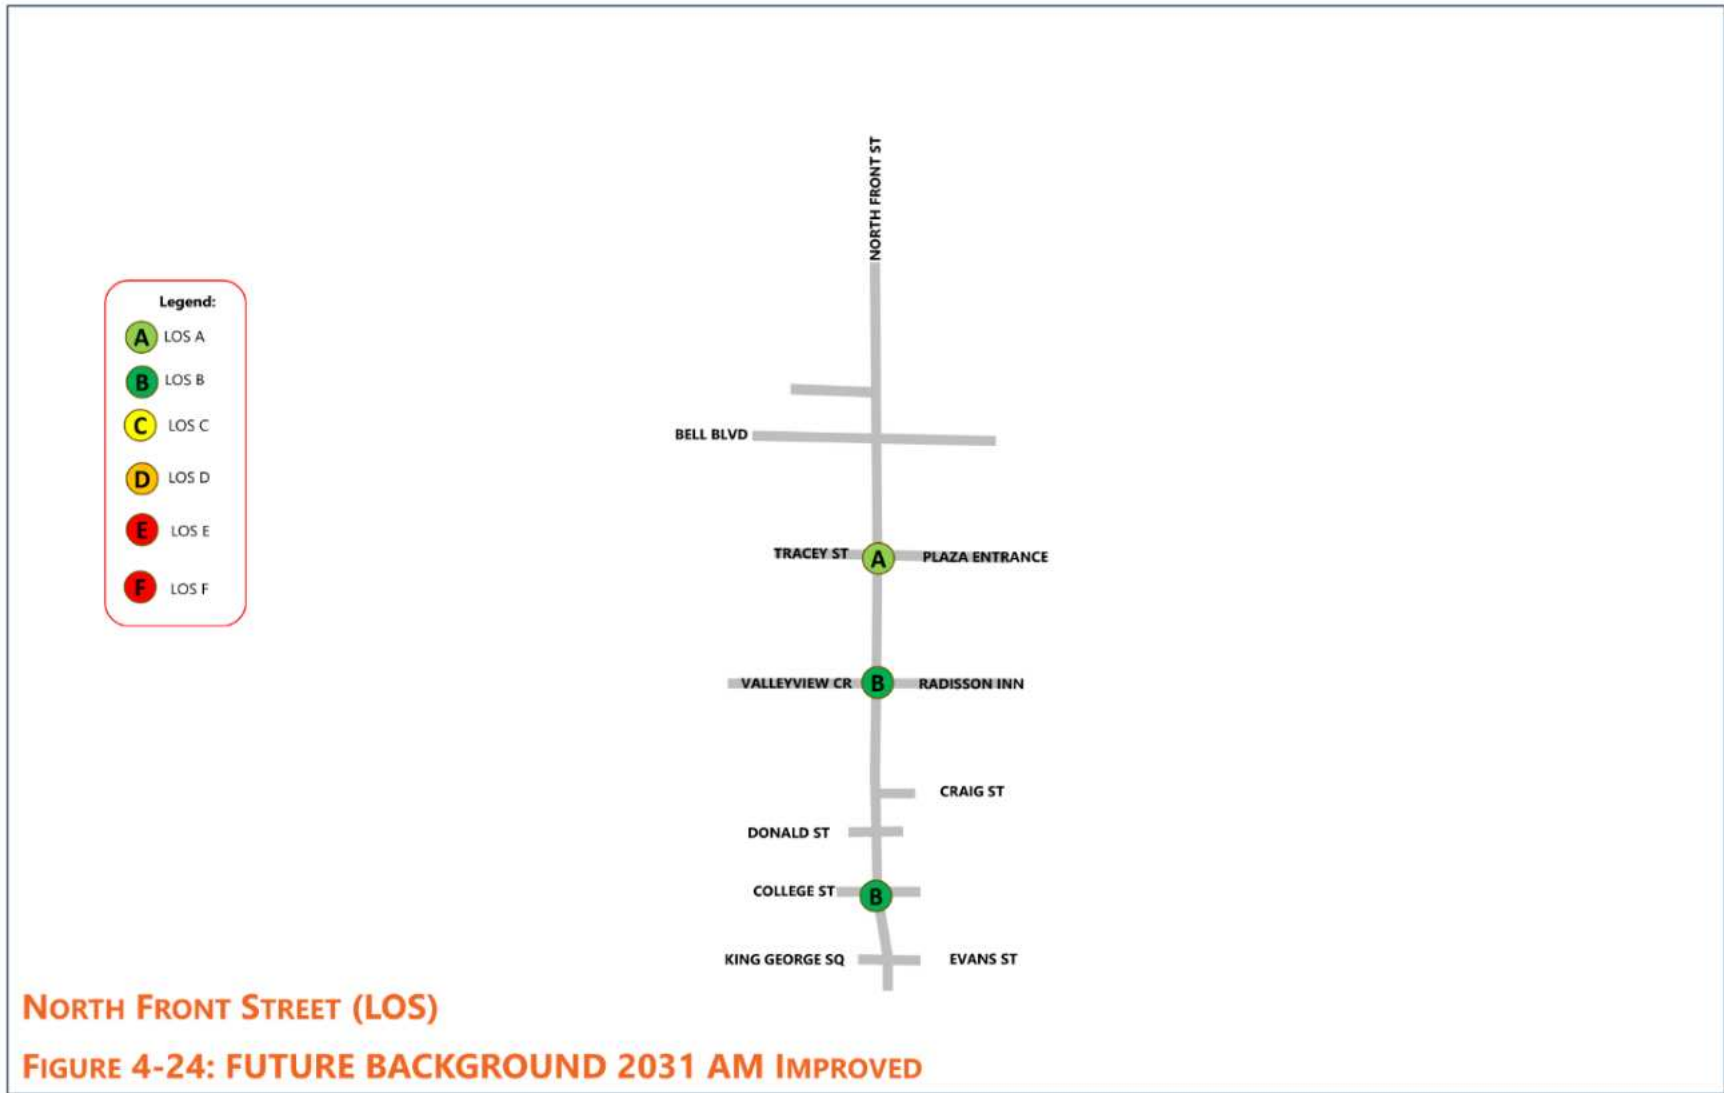 NORTH FRONT ST
Legend:
A LOS A
B LOS B
C LOS C
D LOS D
E LOS E
F LOS F
BELL BLVD
TRACEY ST A PLAZA ENTRANCE
VALLEYVIEW CR B RADISSON INN
CRAIG ST
DONALD ST
COLLEGE ST B
KING GEORGE SQ EVANS ST
NORTH FRONT STREET (LOS)
FIGURE 4-24: FUTURE BACKGROUND 2031 AM IMPROVED